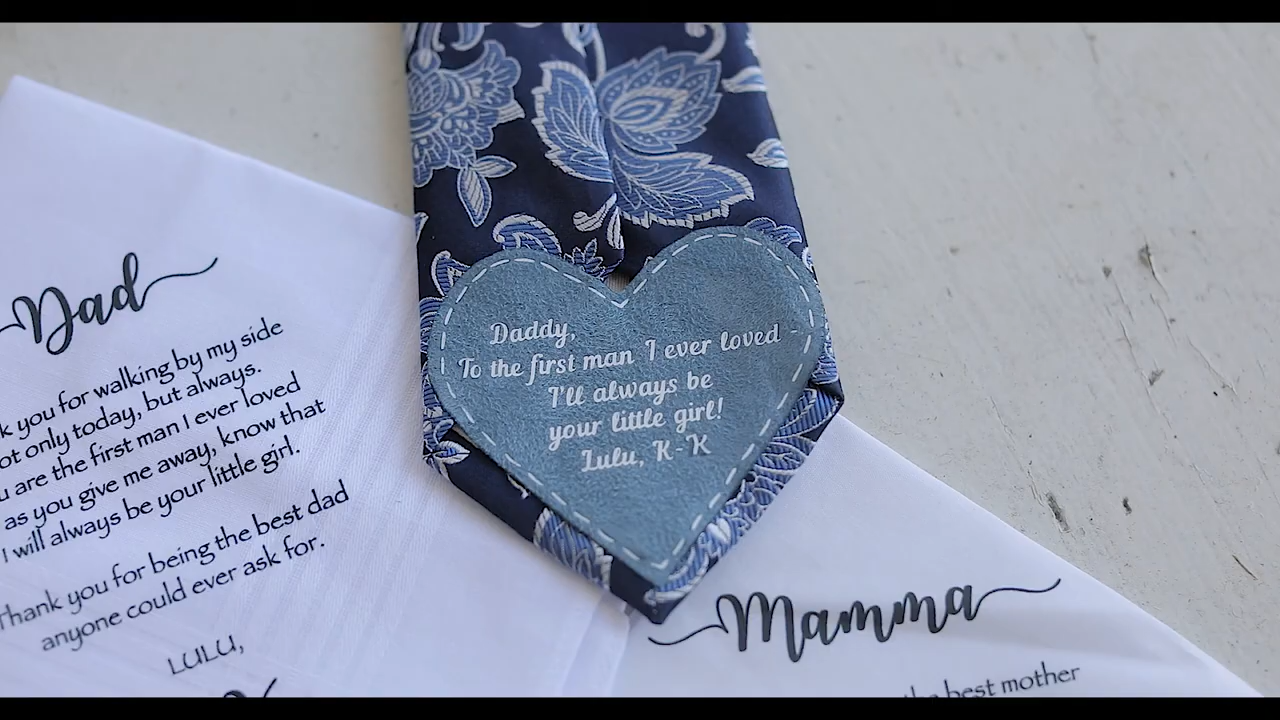 Dad
you for walking by my side
not only today, but always.
are the first man I ever loved
as you give me away, know that
I will always be your little girl.
Thank you for being the best dad
anyone could ever ask for.
LULU,
Daddy,
To the first man I ever loved -
I'll always be
your little girl!
Lulu, K-K
Mamma
the best mother